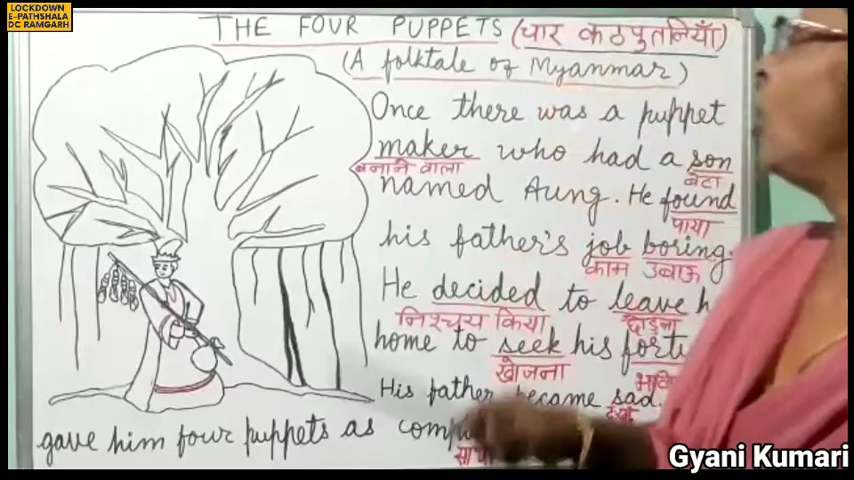 LOCKDOWN
E-PATHSHALA
DC RAMGARH
THE FOUR PUPPETS (चार कठपुतलियाँ)
(A folktale of Myanmar)
Once there was a puppet
maker who had a son
बनाने वाला बेटा
named Aung. He found
पाया
his father's job boring.
काम उबाऊ
He decided to leave
निश्चय किया छोड़ना
home to seek his
खोजना
His father became sad.
gave him four puppets as
Gyani Kumari